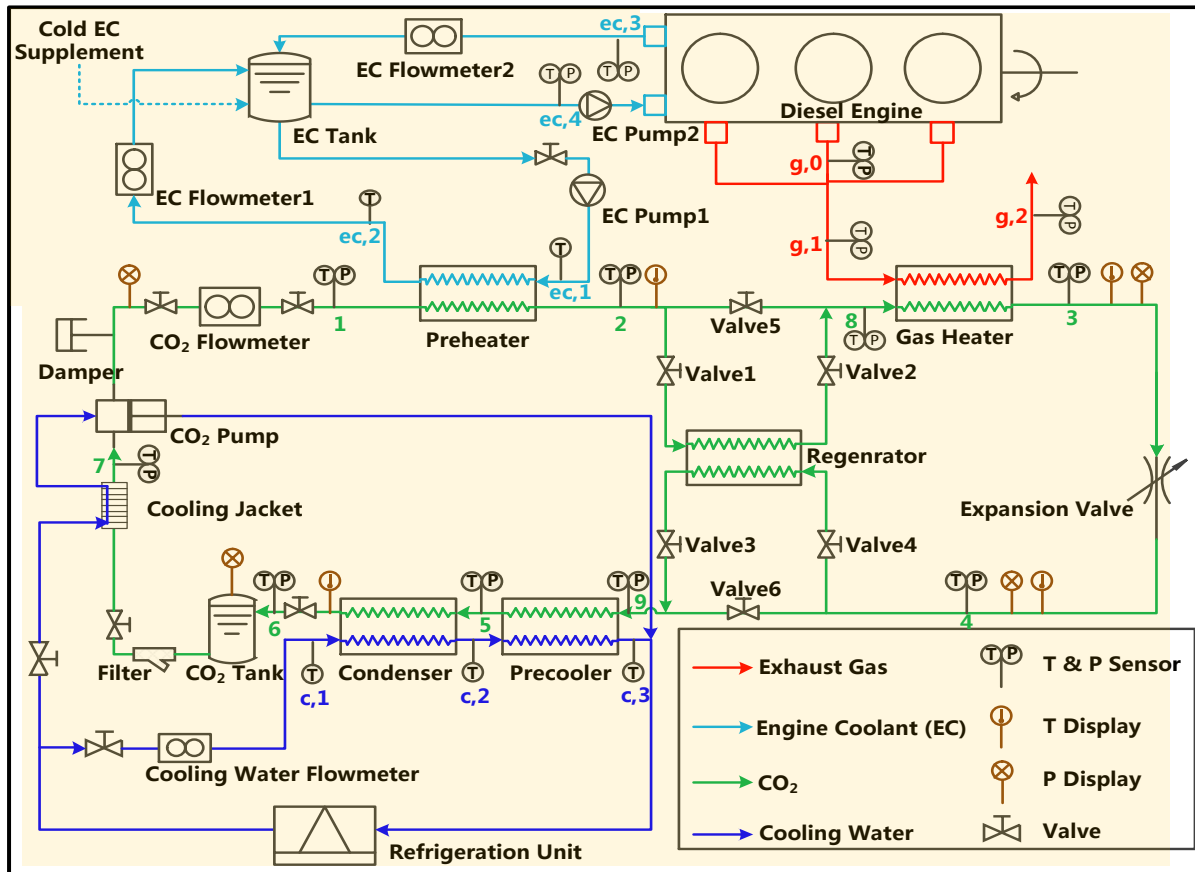 Cold EC
Supplement
ec,3
EC Flowmeter2
T P
T P
Diesel Engine
EC Tank
ec,4
EC Pump2
g,0
T
P
EC Flowmeter1
T
EC Pump1
ec,2
T
g,1
T
P
g,2
T
P
ec,1
T P
T P
T P
1
2
Valve5
8
T P
3
CO₂ Flowmeter
Preheater
Gas Heater
Damper
Valve1
Valve2
CO₂ Pump
7
T
P
Regenrator
Cooling Jacket
Expansion Valve
Valve3
Valve4
T P
T P
T P
T P
6
5
9
Valve6
4
Filter
CO₂ Tank
Condenser
Precooler
T
T
T
c,1
c,2
c,3
Cooling Water Flowmeter
Refrigeration Unit
Exhaust Gas
T P
T & P Sensor
Engine Coolant (EC)
T Display
CO₂
P Display
Cooling Water
Valve